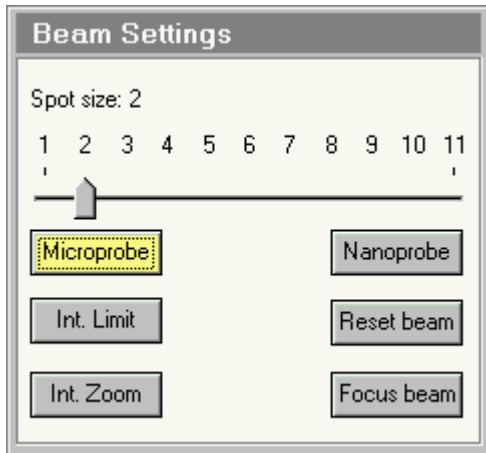 Beam Settings
Spot size: 2
1 2 3 4 5 6 7 8 9 10 11
Microprobe Nanoprobe
Int. Limit Reset beam
Int. Zoom Focus beam